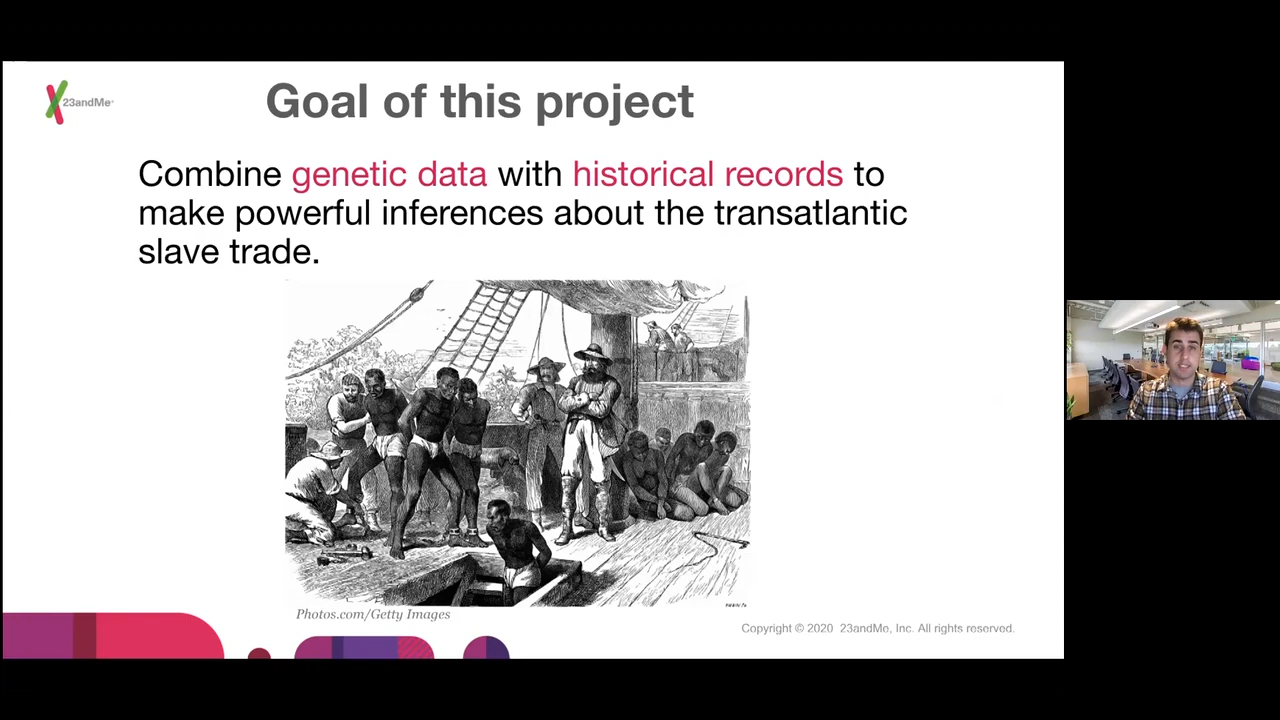 23andMe
Goal of this project
Combine genetic data with historical records to
make powerful inferences about the transatlantic
slave trade.
Photos.com/Getty Images
Copyright © 2020 23andMe, Inc. All rights reserved.